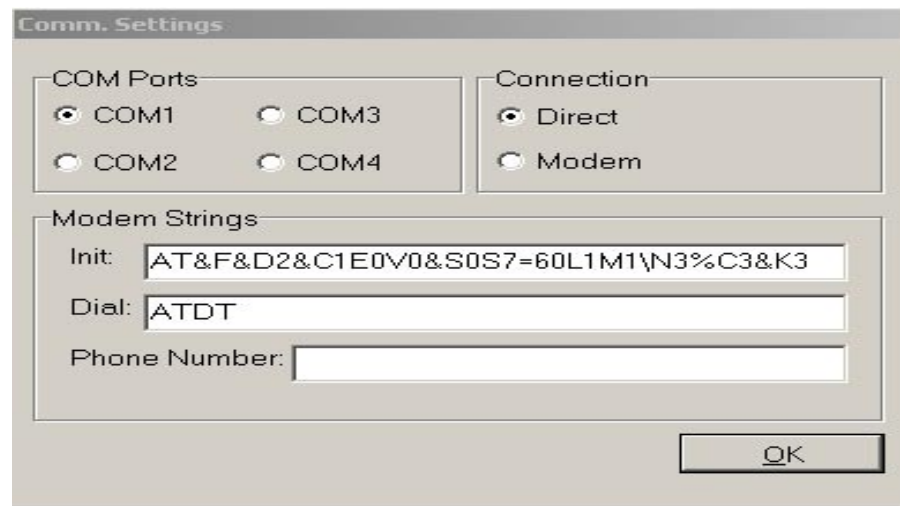 Comm. Settings
COM Ports
COM1 COM3
COM2 COM4
Connection
Direct
Modem
Modem Strings
Init: AT&F&D2&C1E0V0&S0S7=60L1M1\N3%C3&K3
Dial: ATDT
Phone Number:
OK